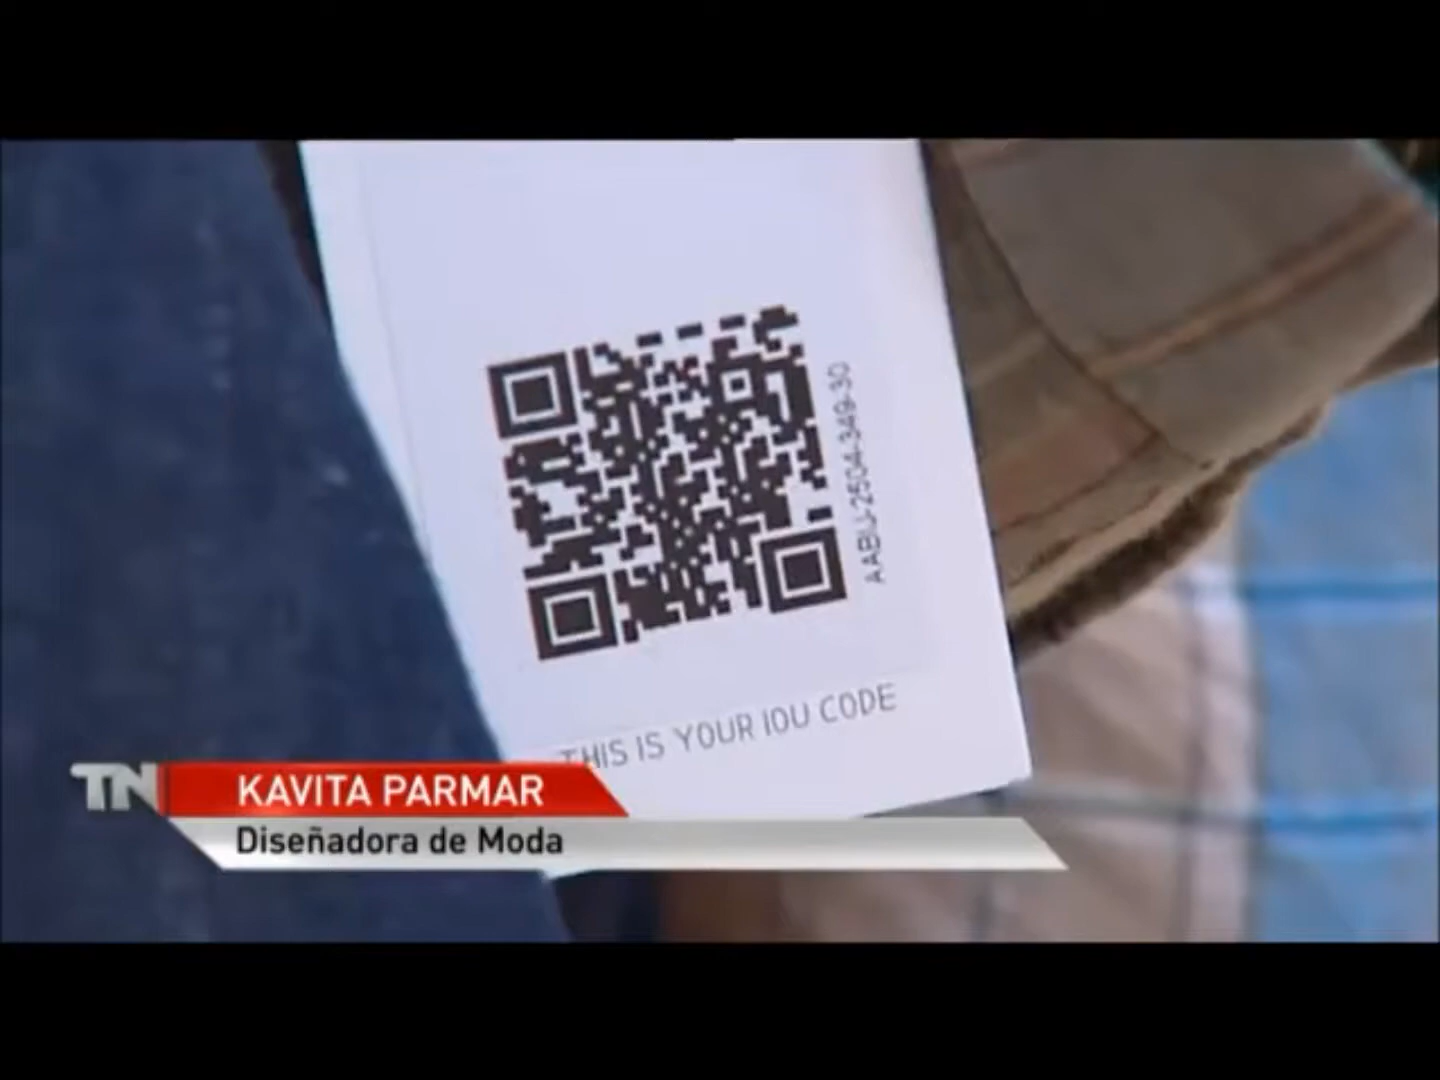 AABU-2504-349-30
THIS IS YOUR IOU CODE
TN KAVITA PARMAR
Diseñadora de Moda